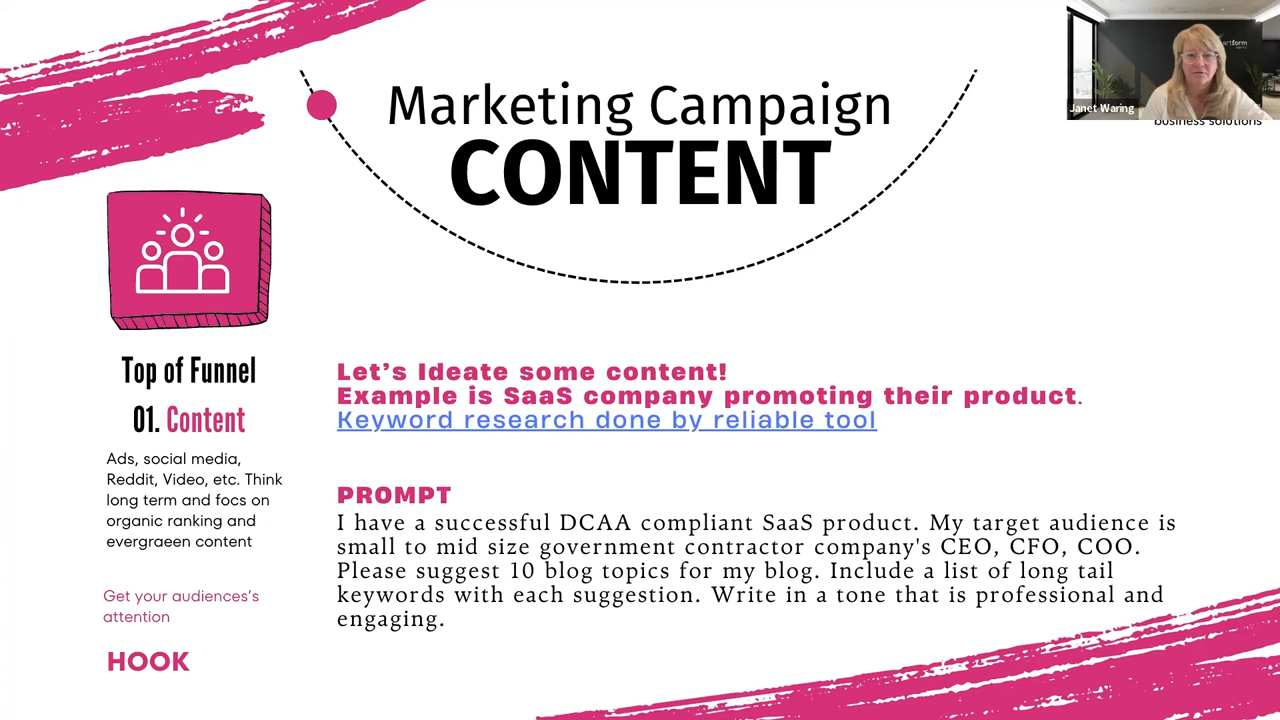 Marketing Campaign
CONTENT
artform
Janet Waring
business solutions
Top of Funnel
01. Content
Ads, social media,
Reddit, Video, etc. Think
long term and focs on
organic ranking and
evergraeen content
Get your audiences's
attention
HOOK
Let's Ideate some content!
Example is SaaS company promoting their product.
Keyword research done by reliable tool
PROMPT
I have a successful DCAA compliant SaaS product. My target audience is
small to mid size government contractor company's CEO, CFO, COO.
Please suggest 10 blog topics for my blog. Include a list of long tail
keywords with each suggestion. Write in a tone that is professional and
engaging.